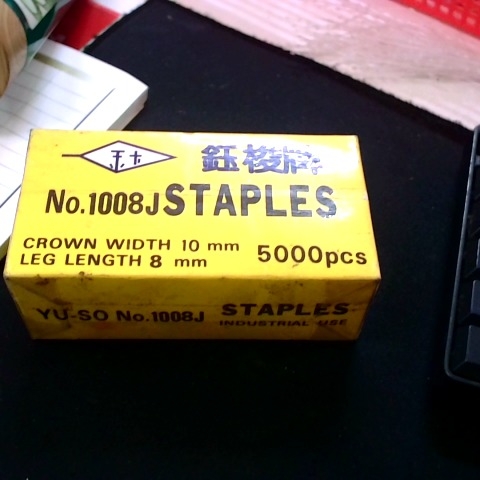 鈺梭牌
No.1008J STAPLES
CROWN WIDTH 10 mm
LEG LENGTH 8 mm
5000pcs
YU-SO No.1008J STAPLES
INDUSTRIAL USE